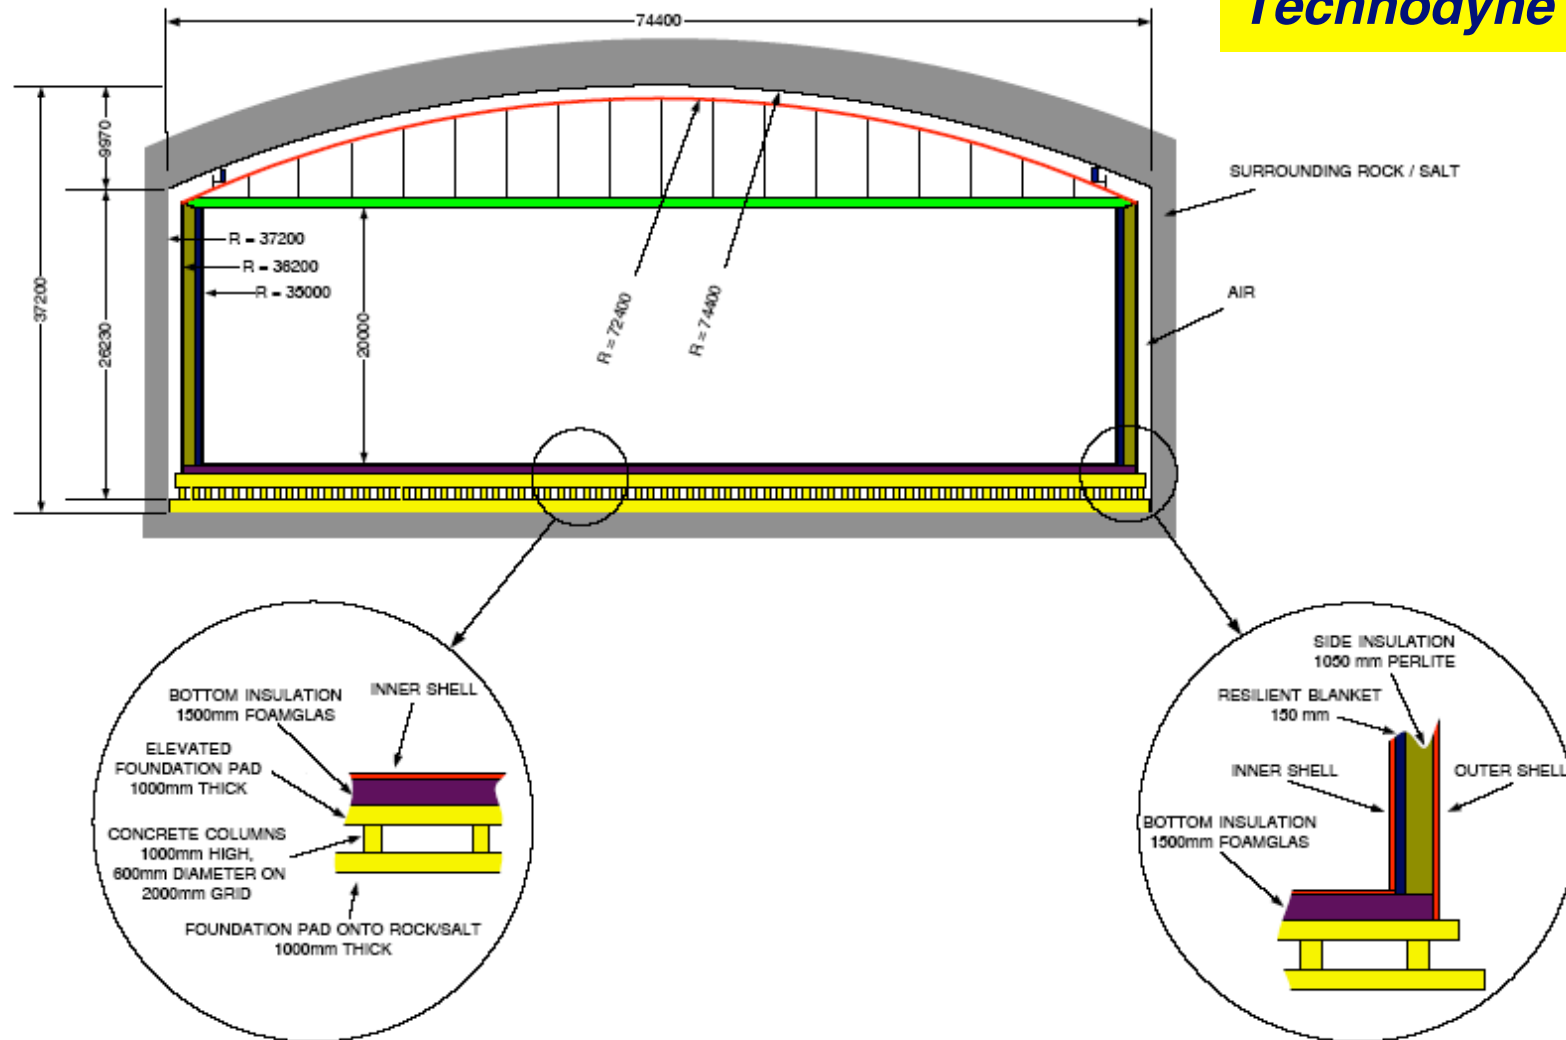 Technodyne
74400
9970
37200
26230
SURROUNDING ROCK / SALT
R = 37200
R = 36200
R = 35000
20000
R = 72400
R = 74400
AIR
BOTTOM INSULATION
1500mm FOAMGLAS
INNER SHELL
ELEVATED
FOUNDATION PAD
1000mm THICK
CONCRETE COLUMNS
1000mm HIGH,
600mm DIAMETER ON
2000mm GRID
FOUNDATION PAD ONTO ROCK/SALT
1000mm THICK
SIDE INSULATION
1050 mm PERLITE
RESILIENT BLANKET
150 mm
INNER SHELL
OUTER SHELL
BOTTOM INSULATION
1500mm FOAMGLAS